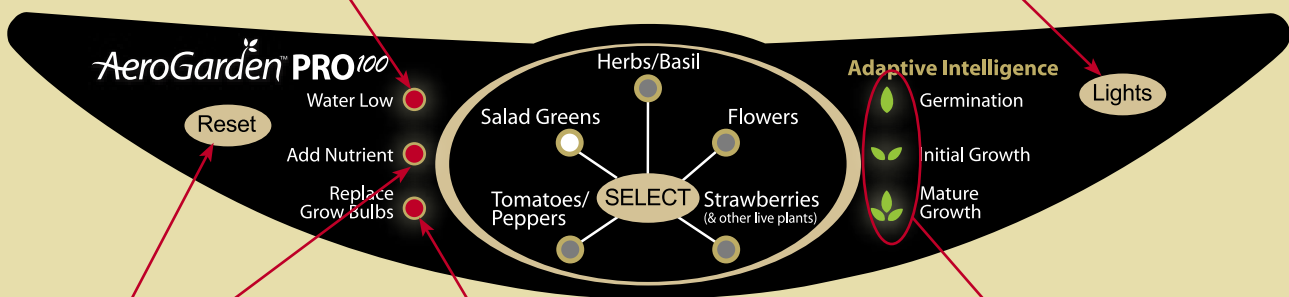 AeroGarden™ PRO100
Reset
Water Low
Add Nutrient
Replace
Grow Bulbs
Herbs/Basil
Salad Greens
Flowers
Tomatoes/
Peppers
SELECT
Strawberries
(& other live plants)
Adaptive Intelligence
Germination
Initial Growth
Mature
Growth
Lights